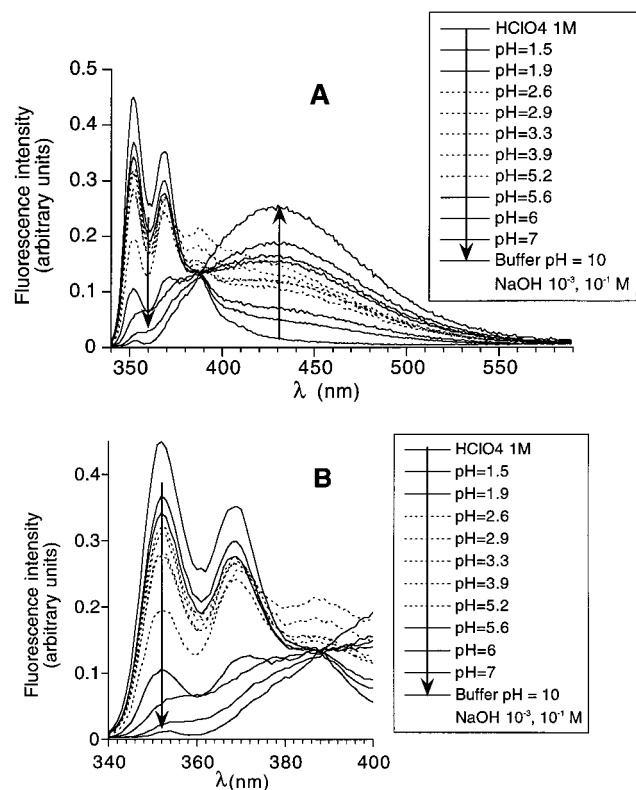 A
Fluorescence intensity
(arbitrary units)
0.5
0.4
0.3
0.2
0.1
0
350
400
450
500
550
λ (nm)
HClO4 1M
pH=1.5
pH=1.9
pH=2.6
pH=2.9
pH=3.3
pH=3.9
pH=5.2
pH=5.6
pH=6
pH=7
Buffer pH = 10
NaOH 10⁻³, 10⁻¹ M
B
Fluorescence intensity
(arbitrary units)
0.4
0.3
0.2
0.1
0
340
360
380
400
λ(nm)
HClO4 1M
pH=1.5
pH=1.9
pH=2.6
pH=2.9
pH=3.3
pH=3.9
pH=5.2
pH=5.6
pH=6
pH=7
Buffer pH = 10
NaOH 10⁻³, 10⁻¹ M